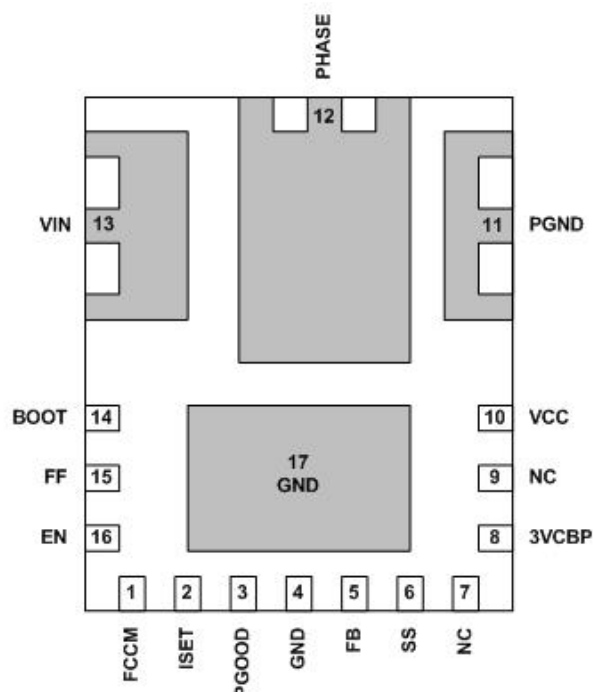 PHASE
12
VIN
13
11
PGND
BOOT
14
10
VCC
FF
15
17
GND
9
NC
EN
16
8
3VCBP
1
2
3
4
5
6
7
FCCM
ISET
PGOOD
GND
FB
SS
NC